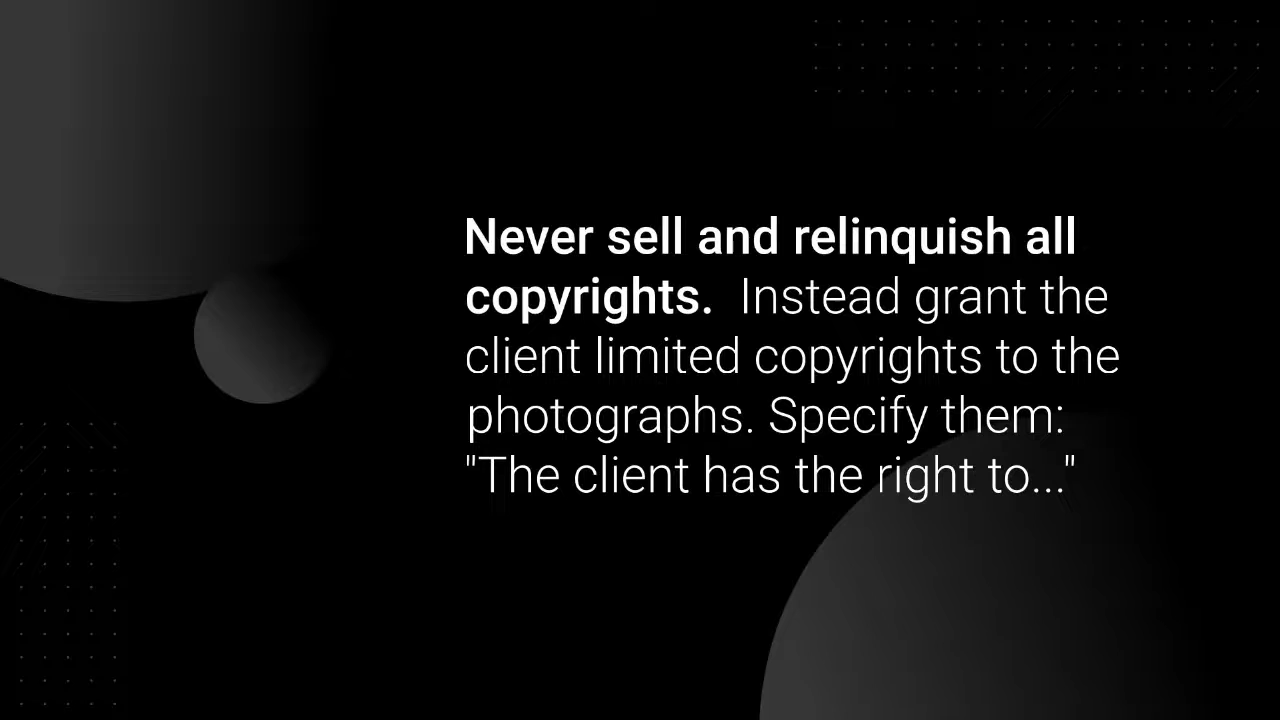 Never sell and relinquish all
copyrights.  Instead grant the
client limited copyrights to the
photographs. Specify them:
"The client has the right to..."